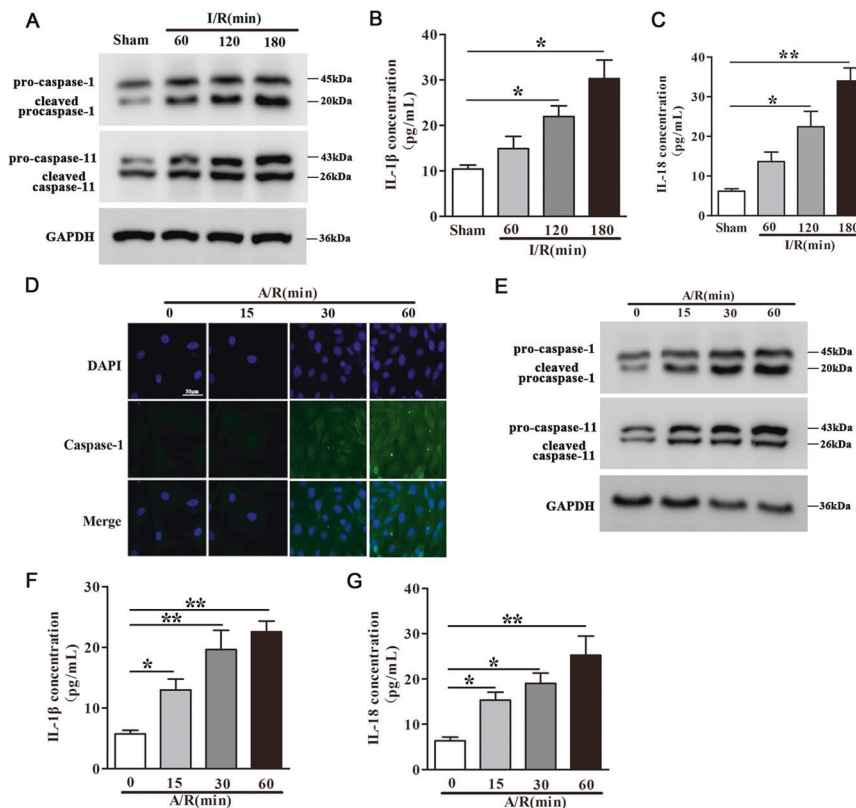 A
I/R(min)
Sham 60 120 180
pro-caspase-1
45kDa
cleaved
procaspase-1
20kDa
pro-caspase-11
43kDa
cleaved
caspase-11
26kDa
GAPDH
36kDa
B
IL-1β concentration
(pg/mL)
40
30
20
10
0
*
*
Sham 60 120 180
I/R(min)
C
IL-18 concentration
(pg/mL)
50
40
30
20
10
0
**
*
Sham 60 120 180
I/R(min)
D
A/R(min)
0 15 30 60
DAPI
50μm
Caspase-1
Merge
E
A/R(min)
0 15 30 60
pro-caspase-1
45kDa
cleaved
procaspase-1
20kDa
pro-caspase-11
43kDa
cleaved
caspase-11
26kDa
GAPDH
36kDa
F
IL-1β concentration
(pg/mL)
30
20
10
0
**
**
*
0 15 30 60
A/R(min)
G
IL-18 concentration
(pg/mL)
40
30
20
10
0
**
*
*
0 15 30 60
A/R(min)